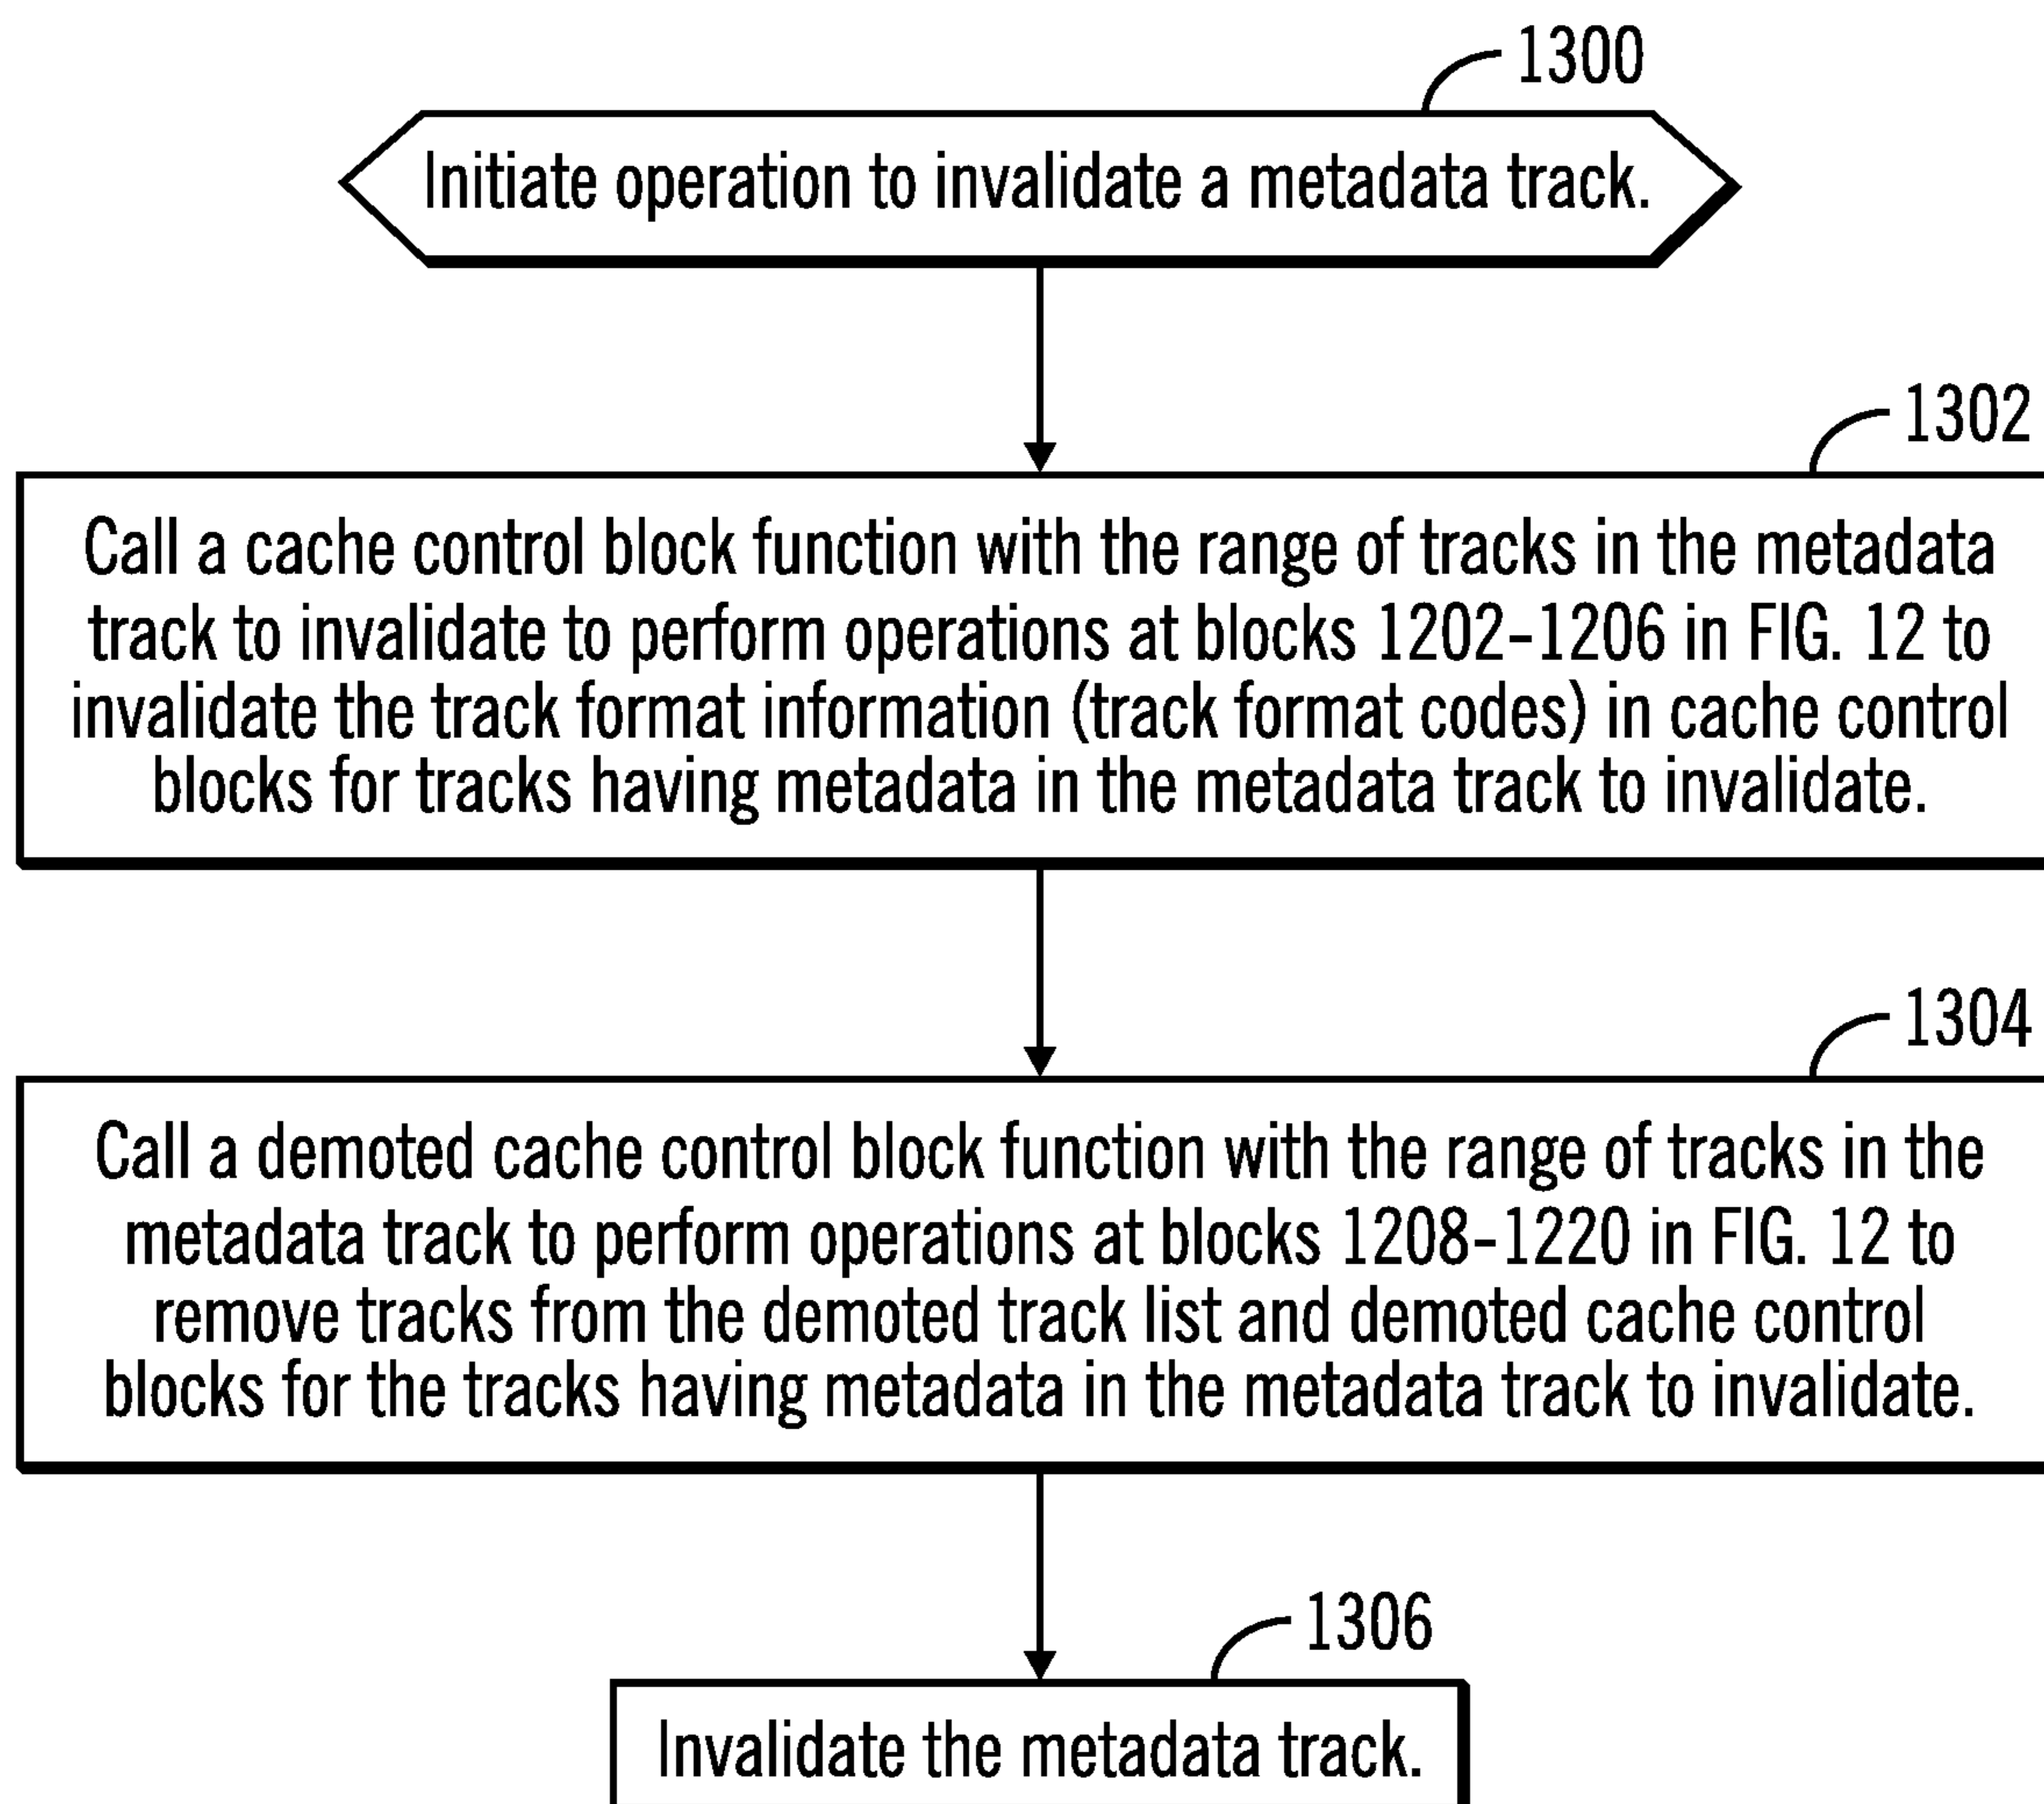 1300
Initiate operation to invalidate a metadata track.
1302
Call a cache control block function with the range of tracks in the metadata
track to invalidate to perform operations at blocks 1202–1206 in FIG. 12 to
invalidate the track format information (track format codes) in cache control
blocks for tracks having metadata in the metadata track to invalidate.
1304
Call a demoted cache control block function with the range of tracks in the
metadata track to perform operations at blocks 1208–1220 in FIG. 12 to
remove tracks from the demoted track list and demoted cache control
blocks for the tracks having metadata in the metadata track to invalidate.
1306
Invalidate the metadata track.